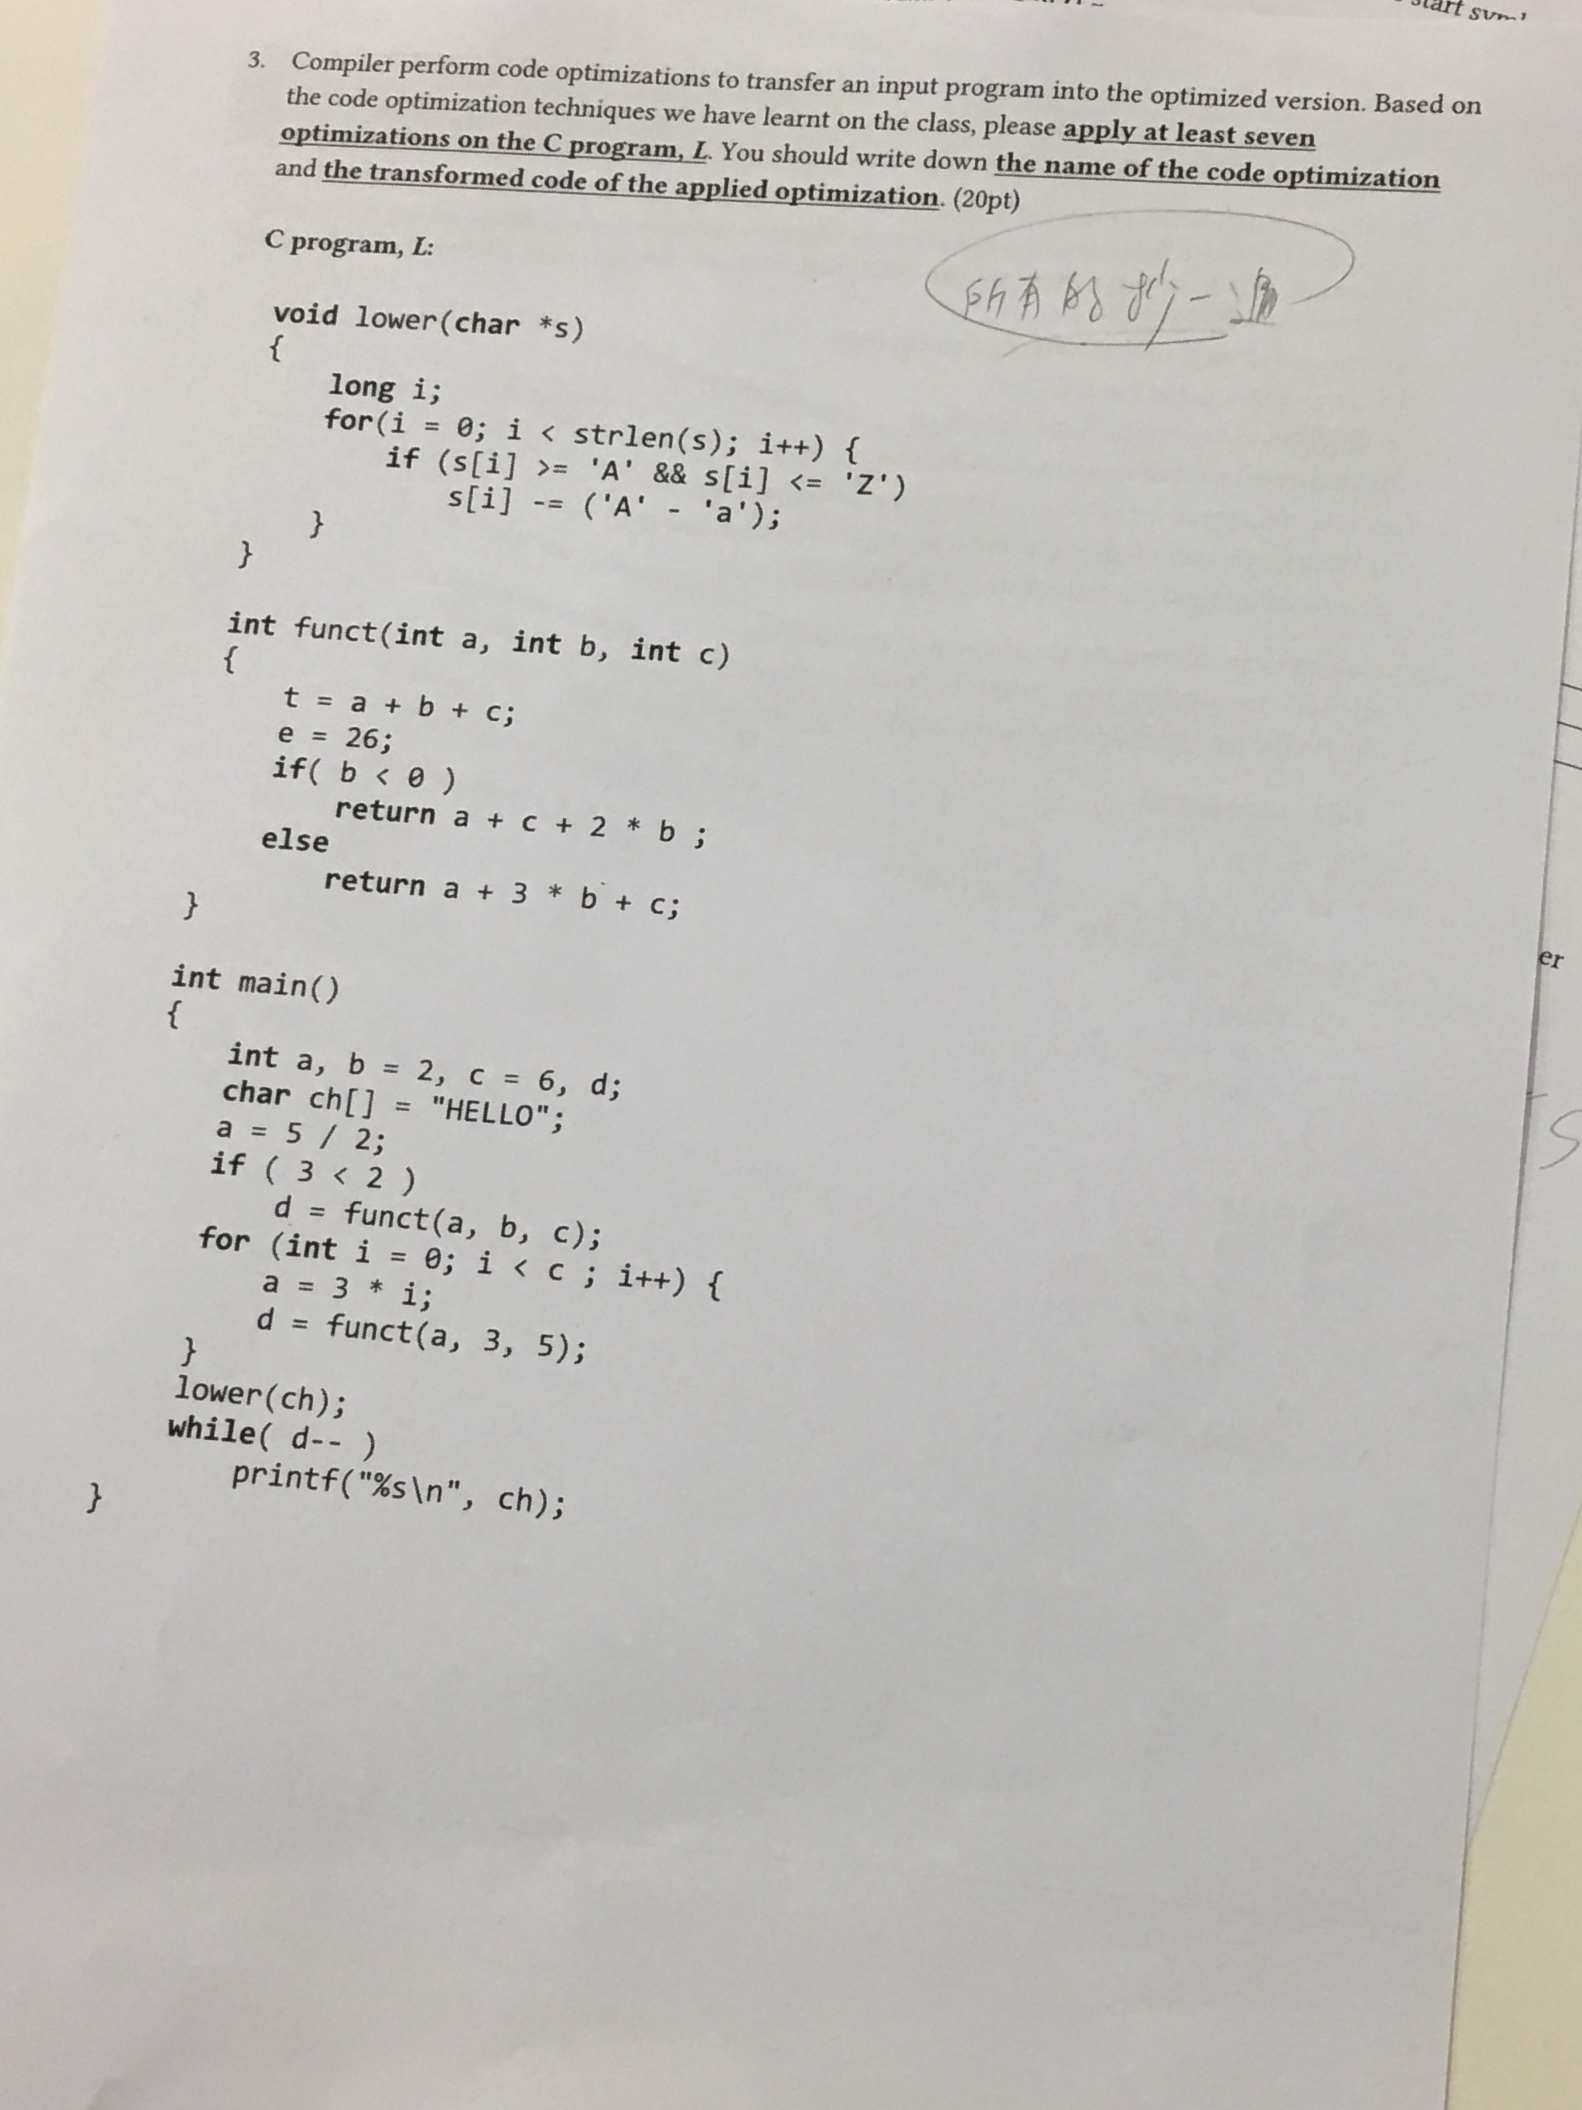 start
3. Compiler perform code optimizations to transfer an input program into the optimized version. Based on
the code optimization techniques we have learnt on the class, please apply at least seven
optimizations on the C program, L. You should write down the name of the code optimization
and the transformed code of the applied optimization. (20pt)
所有的抄一遍
C program, L:
void lower(char *s)
{
long i;
for(i = 0; i < strlen(s); i++) {
if (s[i] >= 'A' && s[i] <= 'Z')
s[i] -= ('A' - 'a');
}
}
int funct(int a, int b, int c)
{
t = a + b + c;
e = 26;
if( b < 0 )
return a + c + 2 * b ;
else
return a + 3 * b + c;
}
er
int main()
{
int a, b = 2, c = 6, d;
char ch[] = "HELLO";
a = 5 / 2;
if ( 3 < 2 )
d = funct(a, b, c);
for (int i = 0; i < c ; i++) {
a = 3 * i;
d = funct(a, 3, 5);
}
lower(ch);
while( d-- )
printf("%s\n", ch);
}